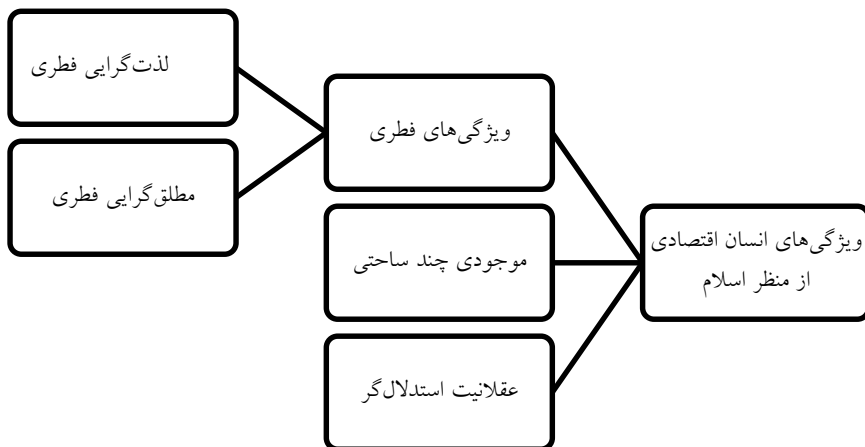 ویژگی‌های انسان اقتصادی
از منظر اسلام
ویژگی‌های فطری
لذت‌گرایی فطری
مطلق‌گرایی فطری
موجودی چند ساحتی
عقلانیت استدلال‌گر